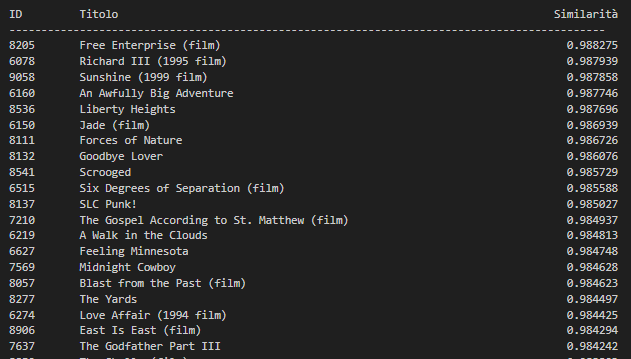 ID Titolo Similarità
--------------------------------------------------------------------------------
8205 Free Enterprise (film) 0.988275
6078 Richard III (1995 film) 0.987939
9058 Sunshine (1999 film) 0.987858
6160 An Awfully Big Adventure 0.987746
8536 Liberty Heights 0.987696
6150 Jade (film) 0.986939
8111 Forces of Nature 0.986726
8132 Goodbye Lover 0.986076
8541 Scrooged 0.985729
6515 Six Degrees of Separation (film) 0.985588
8137 SLC Punk! 0.985027
7210 The Gospel According to St. Matthew (film) 0.984937
6219 A Walk in the Clouds 0.984813
6627 Feeling Minnesota 0.984748
7569 Midnight Cowboy 0.984628
8057 Blast from the Past (film) 0.984623
8277 The Yards 0.984497
6274 Love Affair (1994 film) 0.984425
8906 East Is East (film) 0.984294
7637 The Godfather Part III 0.984242